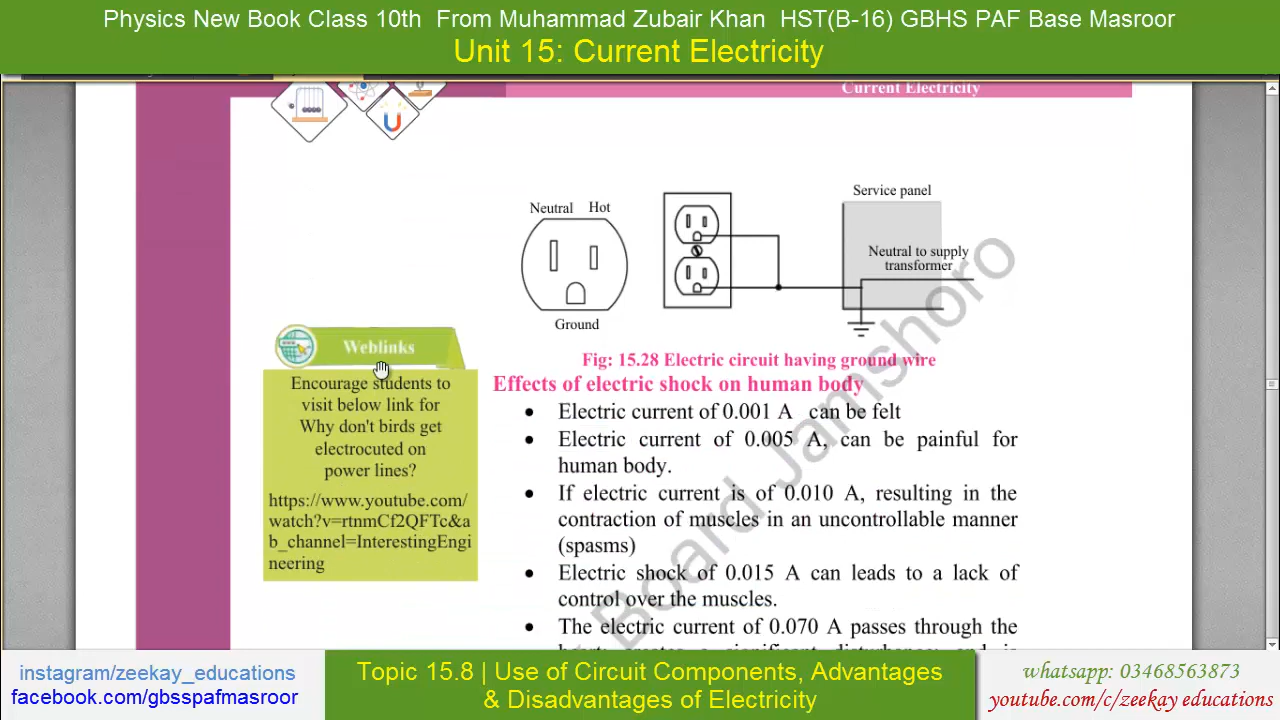 Physics New Book Class 10th From Muhammad Zubair Khan HST(B-16) GBHS PAF Base Masroor
Unit 15: Current Electricity
Current Electricity
Service panel
Neutral Hot
Neutral to supply
transformer
Ground
Fig: 15.28 Electric circuit having ground wire
Weblinks
Encourage students to
visit below link for
Why don't birds get
electrocuted on
power lines?
https://www.youtube.com/
watch?v=rtnmCf2QFTc&a
b_channel=InterestingEngi
neering
Effects of electric shock on human body
• Electric current of 0.001 A can be felt
• Electric current of 0.005 A, can be painful for
human body.
• If electric current is of 0.010 A, resulting in the
contraction of muscles in an uncontrollable manner
(spasms)
• Electric shock of 0.015 A can leads to a lack of
control over the muscles.
• The electric current of 0.070 A passes through the
Board Jamshoro
instagram/zeekay_educations
facebook.com/gbsspafmasroor
Topic 15.8 | Use of Circuit Components, Advantages
& Disadvantages of Electricity
whatsapp: 03468563873
youtube.com/c/zeekay educations